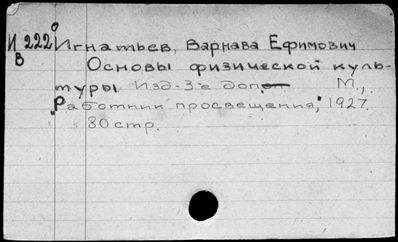 И 222 Игнатьев, Варнава Ефимович
В Основы физической куль-
туры. Изд-3-е доп. М.,
„Работник просвещения," 1927.
80 стр.